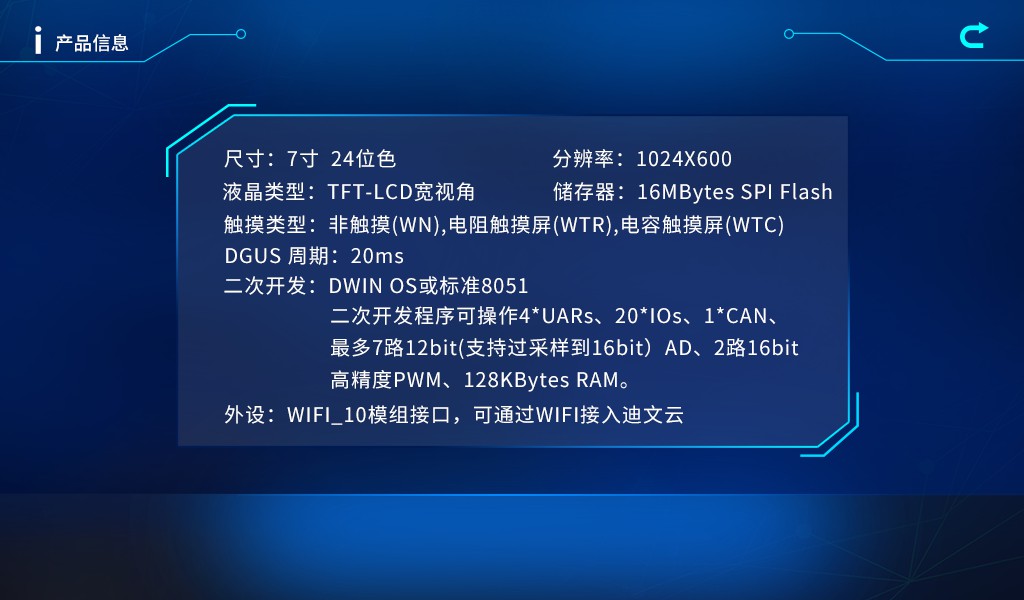 产品信息
尺寸：7寸 24位色 分辨率：1024X600
液晶类型：TFT-LCD宽视角 储存器：16MBytes SPI Flash
触摸类型：非触摸(WN),电阻触摸屏(WTR),电容触摸屏(WTC)
DGUS 周期：20ms
二次开发：DWIN OS或标准8051
二次开发程序可操作4*UARs、20*IOs、1*CAN、
最多7路12bit(支持过采样到16bit）AD、2路16bit
高精度PWM、128KBytes RAM。
外设：WIFI_10模组接口，可通过WIFI接入迪文云